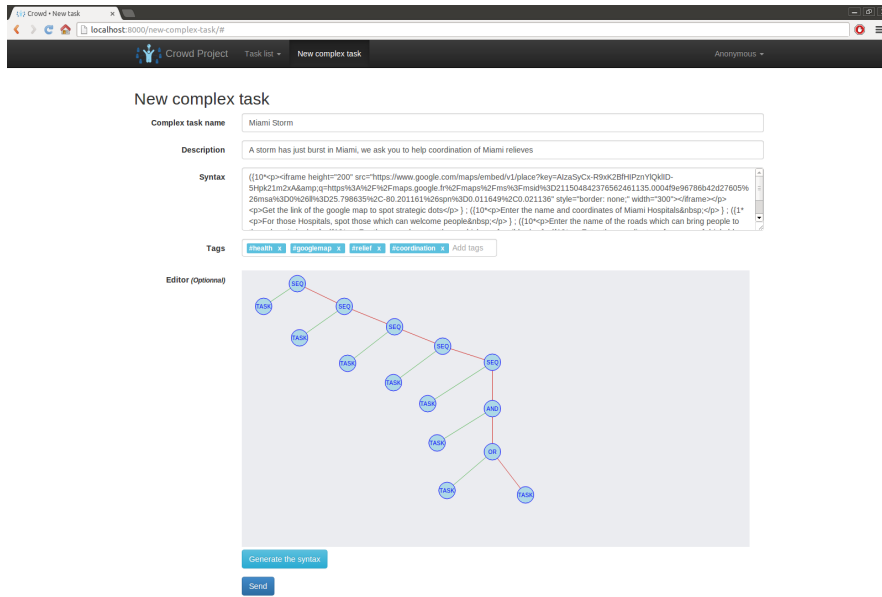 Crowd • New task
localhost:8000/new-complex-task/#
Crowd Project Task list New complex task Anonymous
New complex task
Complex task name Miami Storm
Description A storm has just burst in Miami, we ask you to help coordination of Miami relieves
Syntax ({10*<p><iframe height="200" src="https://www.google.com/maps/embed/v1/place?key=AIzaSyCx-R9xK2BfHIPznYlQklID-
5Hpk21m2xA&amp;q=https%3A%2F%2Fmaps.google.fr%2Fmaps%2Fms%3Fmsid%3D211504842376562461135.0004f9e96786b42d27605%
26msa%3D0%26ll%3D25.798635%2C-80.201161%26spn%3D0.011649%2C0.021136" style="border: none;" width="300"></iframe></p>
<p>Get the link of the google map to spot strategic dots</p> } ; ({10*<p>Enter the name and coordinates of Miami Hospitals&nbsp;</p> } ; ({1*
<p>For those Hospitals, spot those which can welcome people&nbsp;</p> } ; ({10*<p>Enter the name of the roads which can bring people to
Tags #health x #googlemap x #relief x #coordination x Add tags
Editor (Optionnal)
SEQ
TASK SEQ
TASK SEQ
TASK SEQ
TASK SEQ
TASK AND
TASK OR
TASK TASK
Generate the syntax
Send